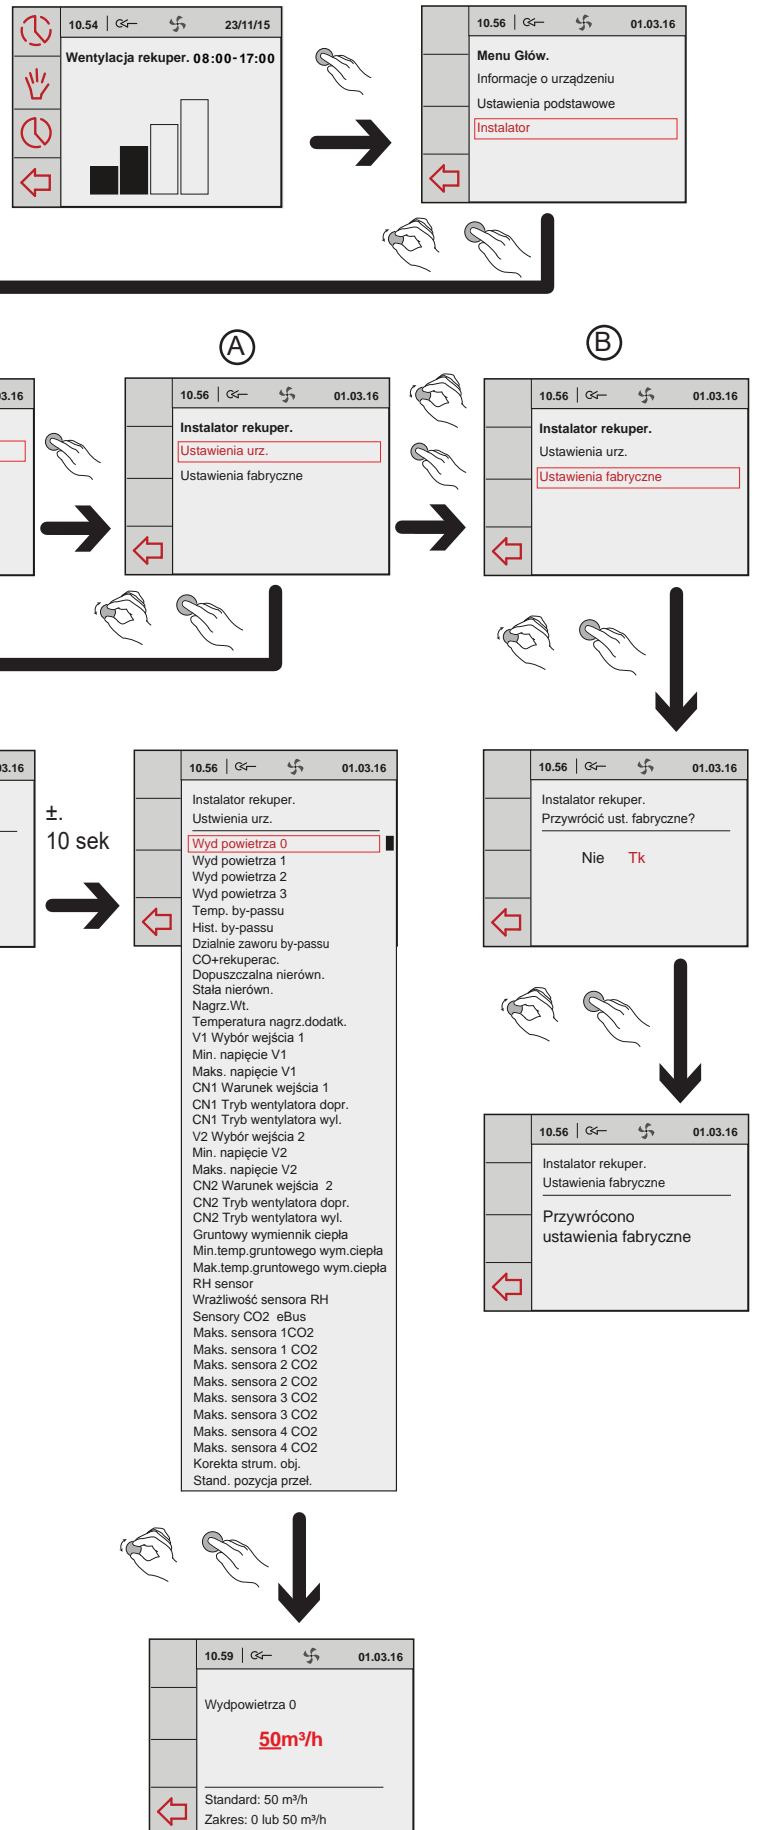 10.54 23/11/15
Wentylacja rekuper. 08:00-17:00
10.56 01.03.16
Menu Głów.
Informacje o urządzeniu
Ustawienia podstawowe
Instalator
A
B
3.16
10.56 01.03.16
Instalator rekuper.
Ustawienia urz.
Ustawienia fabryczne
10.56 01.03.16
Instalator rekuper.
Ustawienia urz.
Ustawienia fabryczne
3.16
±.
10 sek
10.56 01.03.16
Instalator rekuper.
Ustwienia urz.
Wyd powietrza 0
Wyd powietrza 1
Wyd powietrza 2
Wyd powietrza 3
Temp. by-passu
Hist. by-passu
Dzialnie zaworu by-passu
CO+rekuperac.
Dopuszczalna nierówn.
Stała nierówn.
Nagrz.Wt.
Temperatura nagrz.dodatk.
V1 Wybór wejścia 1
Min. napięcie V1
Maks. napięcie V1
CN1 Warunek wejścia 1
CN1 Tryb wentylatora dopr.
CN1 Tryb wentylatora wyl.
V2 Wybór wejścia 2
Min. napięcie V2
Maks. napięcie V2
CN2 Warunek wejścia 2
CN2 Tryb wentylatora dopr.
CN2 Tryb wentylatora wyl.
Gruntowy wymiennik ciepła
Min.temp.gruntowego wym.ciepła
Mak.temp.gruntowego wym.ciepła
RH sensor
Wrażliwość sensora RH
Sensory CO2 eBus
Maks. sensora 1CO2
Maks. sensora 1 CO2
Maks. sensora 2 CO2
Maks. sensora 2 CO2
Maks. sensora 3 CO2
Maks. sensora 3 CO2
Maks. sensora 4 CO2
Maks. sensora 4 CO2
Korekta strum. obj.
Stand. pozycja przeł.
10.56 01.03.16
Instalator rekuper.
Przywrócić ust. fabryczne?
Nie Tk
10.56 01.03.16
Instalator rekuper.
Ustawienia fabryczne
Przywrócono
ustawienia fabryczne
10.59 01.03.16
Wydpowietrza 0
50m³/h
Standard: 50 m³/h
Zakres: 0 lub 50 m³/h